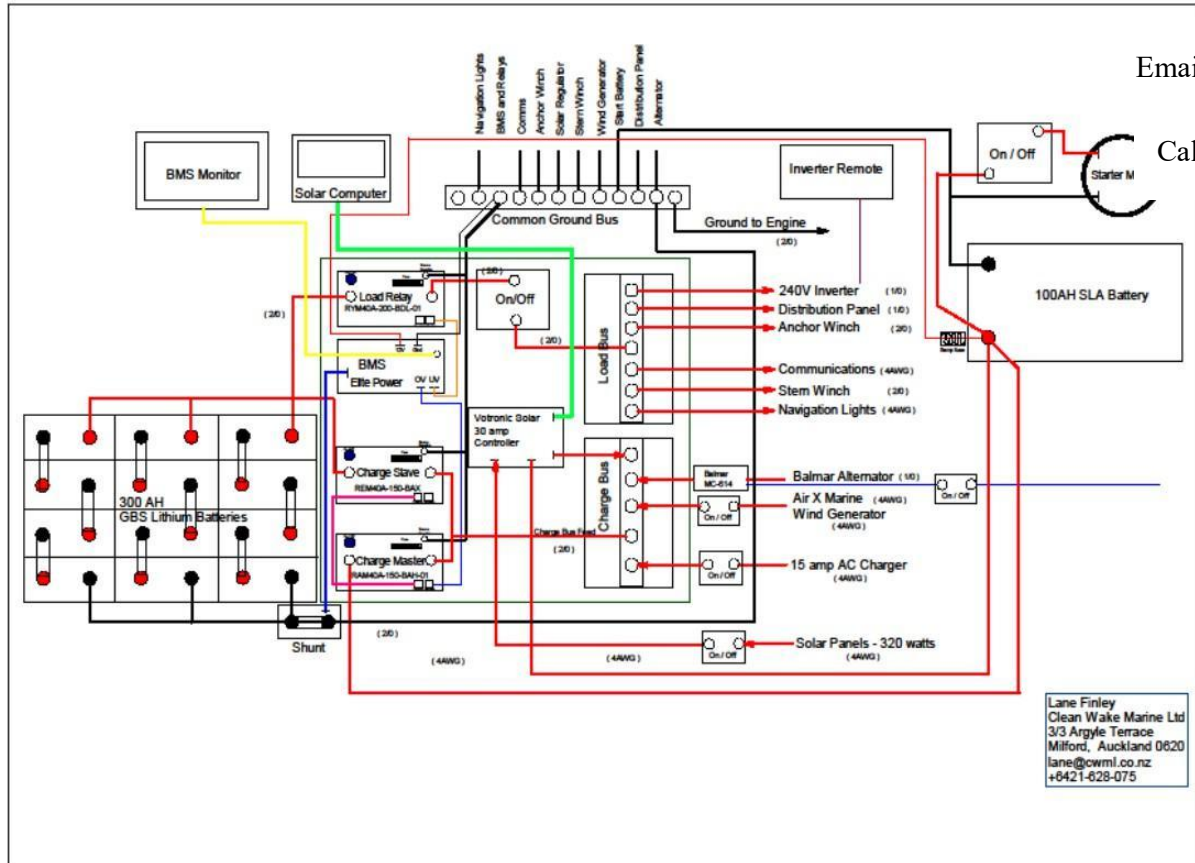 Emai
Cal
Navigation Lights
BMS and Relays
Comms
Anchor Winch
Solar Regulator
Stern Winch
Wind Generator
Start Battery
Distribution Panel
Alternator
BMS Monitor
Solar Computer
Common Ground Bus
Inverter Remote
On / Off
Starter M
Ground to Engine
( 2/0 )
100AH SLA Battery
Load Relay
RYM40A-200-BDL-01
( 2/0 )
( 2/0 )
On/Off
( 2/0 )
Load Bus
240V Inverter ( 1/0 )
Distribution Panel ( 1/0 )
Anchor Winch ( 2/0 )
Communications ( 4AWG )
Stern Winch ( 2/0 )
Navigation Lights ( 4AWG )
BMS
Elite Power
OV UV
Votronic Solar
30 amp
Controller
Charge Slave
REM40A-150-BAX
Charge Master
RAM40A-150-BAH-01
Charge Bus Feed
( 2/0 )
Charge Bus
Balmar
MC-614
Balmar Alternator ( 1/0 )
On / Off
Air X Marine ( 4AWG )
Wind Generator
( 4AWG )
On / Off
15 amp AC Charger
( 4AWG )
On / Off
300 AH
GBS Lithium Batteries
Shunt
( 2/0 )
( 4AWG )
( 4AWG )
On / Off
Solar Panels - 320 watts
( 4AWG )
( 4AWG )
Lane Finley
Clean Wake Marine Ltd
3/3 Argyle Terrace
Milford, Auckland 0620
lane@cwml.co.nz
+6421-628-075